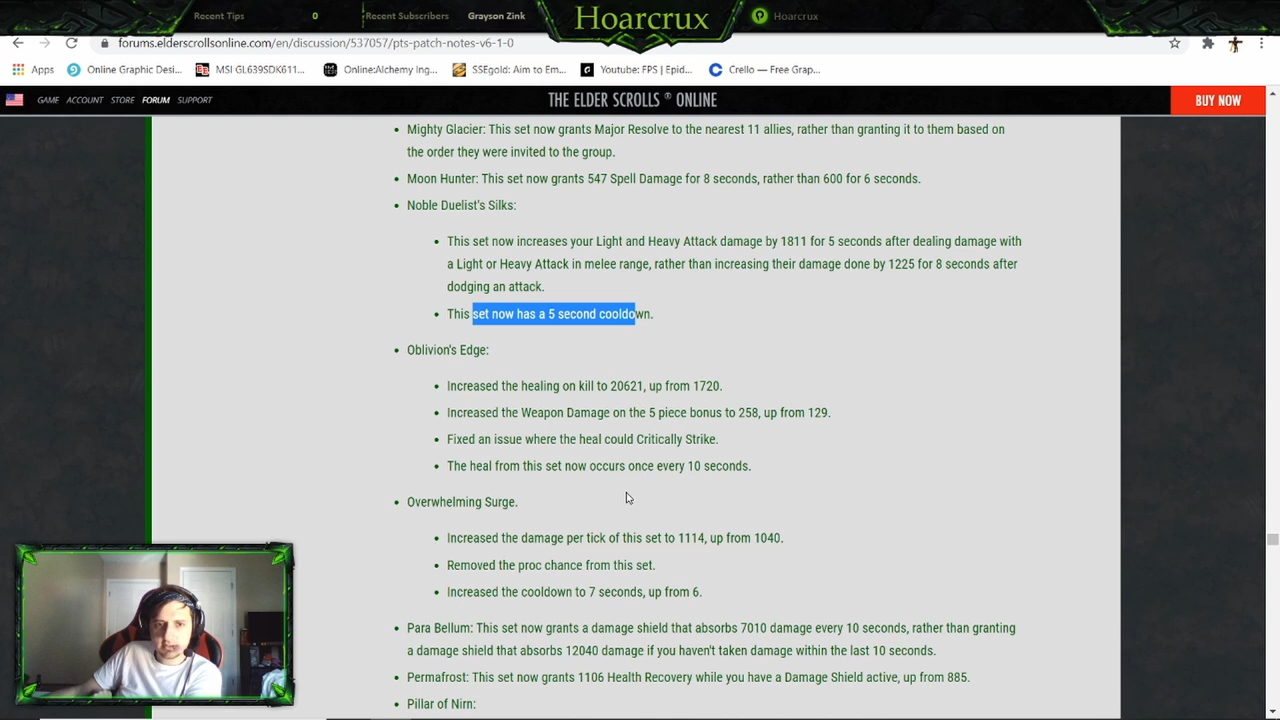 Recent Tips 0 Recent Subscribers Grayson Zink Hoarcrux Hoarcrux
forums.elderscrollsonline.com/en/discussion/537057/pts-patch-notes-v6-1-0
Apps Online Graphic Desi... MSI GL639SDK611... Online:Alchemy Ing... SSEgold: Aim to Em... Youtube: FPS | Epid... Crello — Free Grap...
GAME ACCOUNT STORE FORUM SUPPORT THE ELDER SCROLLS ® ONLINE BUY NOW
Mighty Glacier: This set now grants Major Resolve to the nearest 11 allies, rather than granting it to them based on
the order they were invited to the group.
Moon Hunter: This set now grants 547 Spell Damage for 8 seconds, rather than 600 for 6 seconds.
Noble Duelist's Silks:
This set now increases your Light and Heavy Attack damage by 1811 for 5 seconds after dealing damage with
a Light or Heavy Attack in melee range, rather than increasing their damage done by 1225 for 8 seconds after
dodging an attack.
This set now has a 5 second cooldown.
Oblivion's Edge:
Increased the healing on kill to 20621, up from 1720.
Increased the Weapon Damage on the 5 piece bonus to 258, up from 129.
Fixed an issue where the heal could Critically Strike.
The heal from this set now occurs once every 10 seconds.
Overwhelming Surge.
Increased the damage per tick of this set to 1114, up from 1040.
Removed the proc chance from this set.
Increased the cooldown to 7 seconds, up from 6.
Para Bellum: This set now grants a damage shield that absorbs 7010 damage every 10 seconds, rather than granting
a damage shield that absorbs 12040 damage if you haven't taken damage within the last 10 seconds.
Permafrost: This set now grants 1106 Health Recovery while you have a Damage Shield active, up from 885.
Pillar of Nirn: